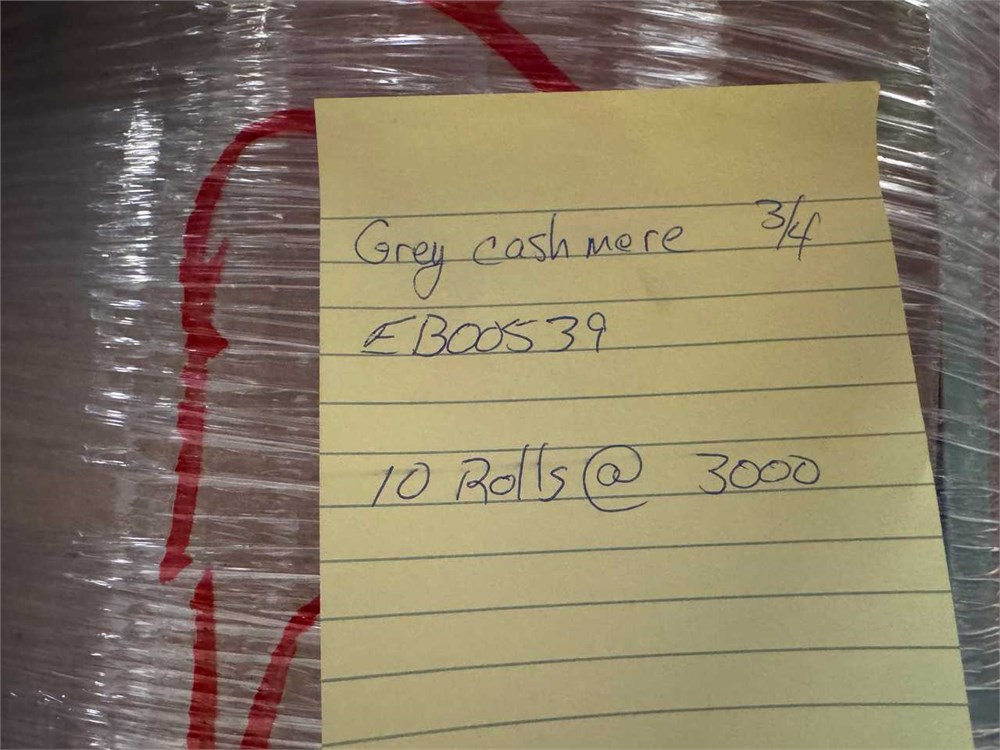 Grey cashmere 3/4
EB00539
10 Rolls @ 3000